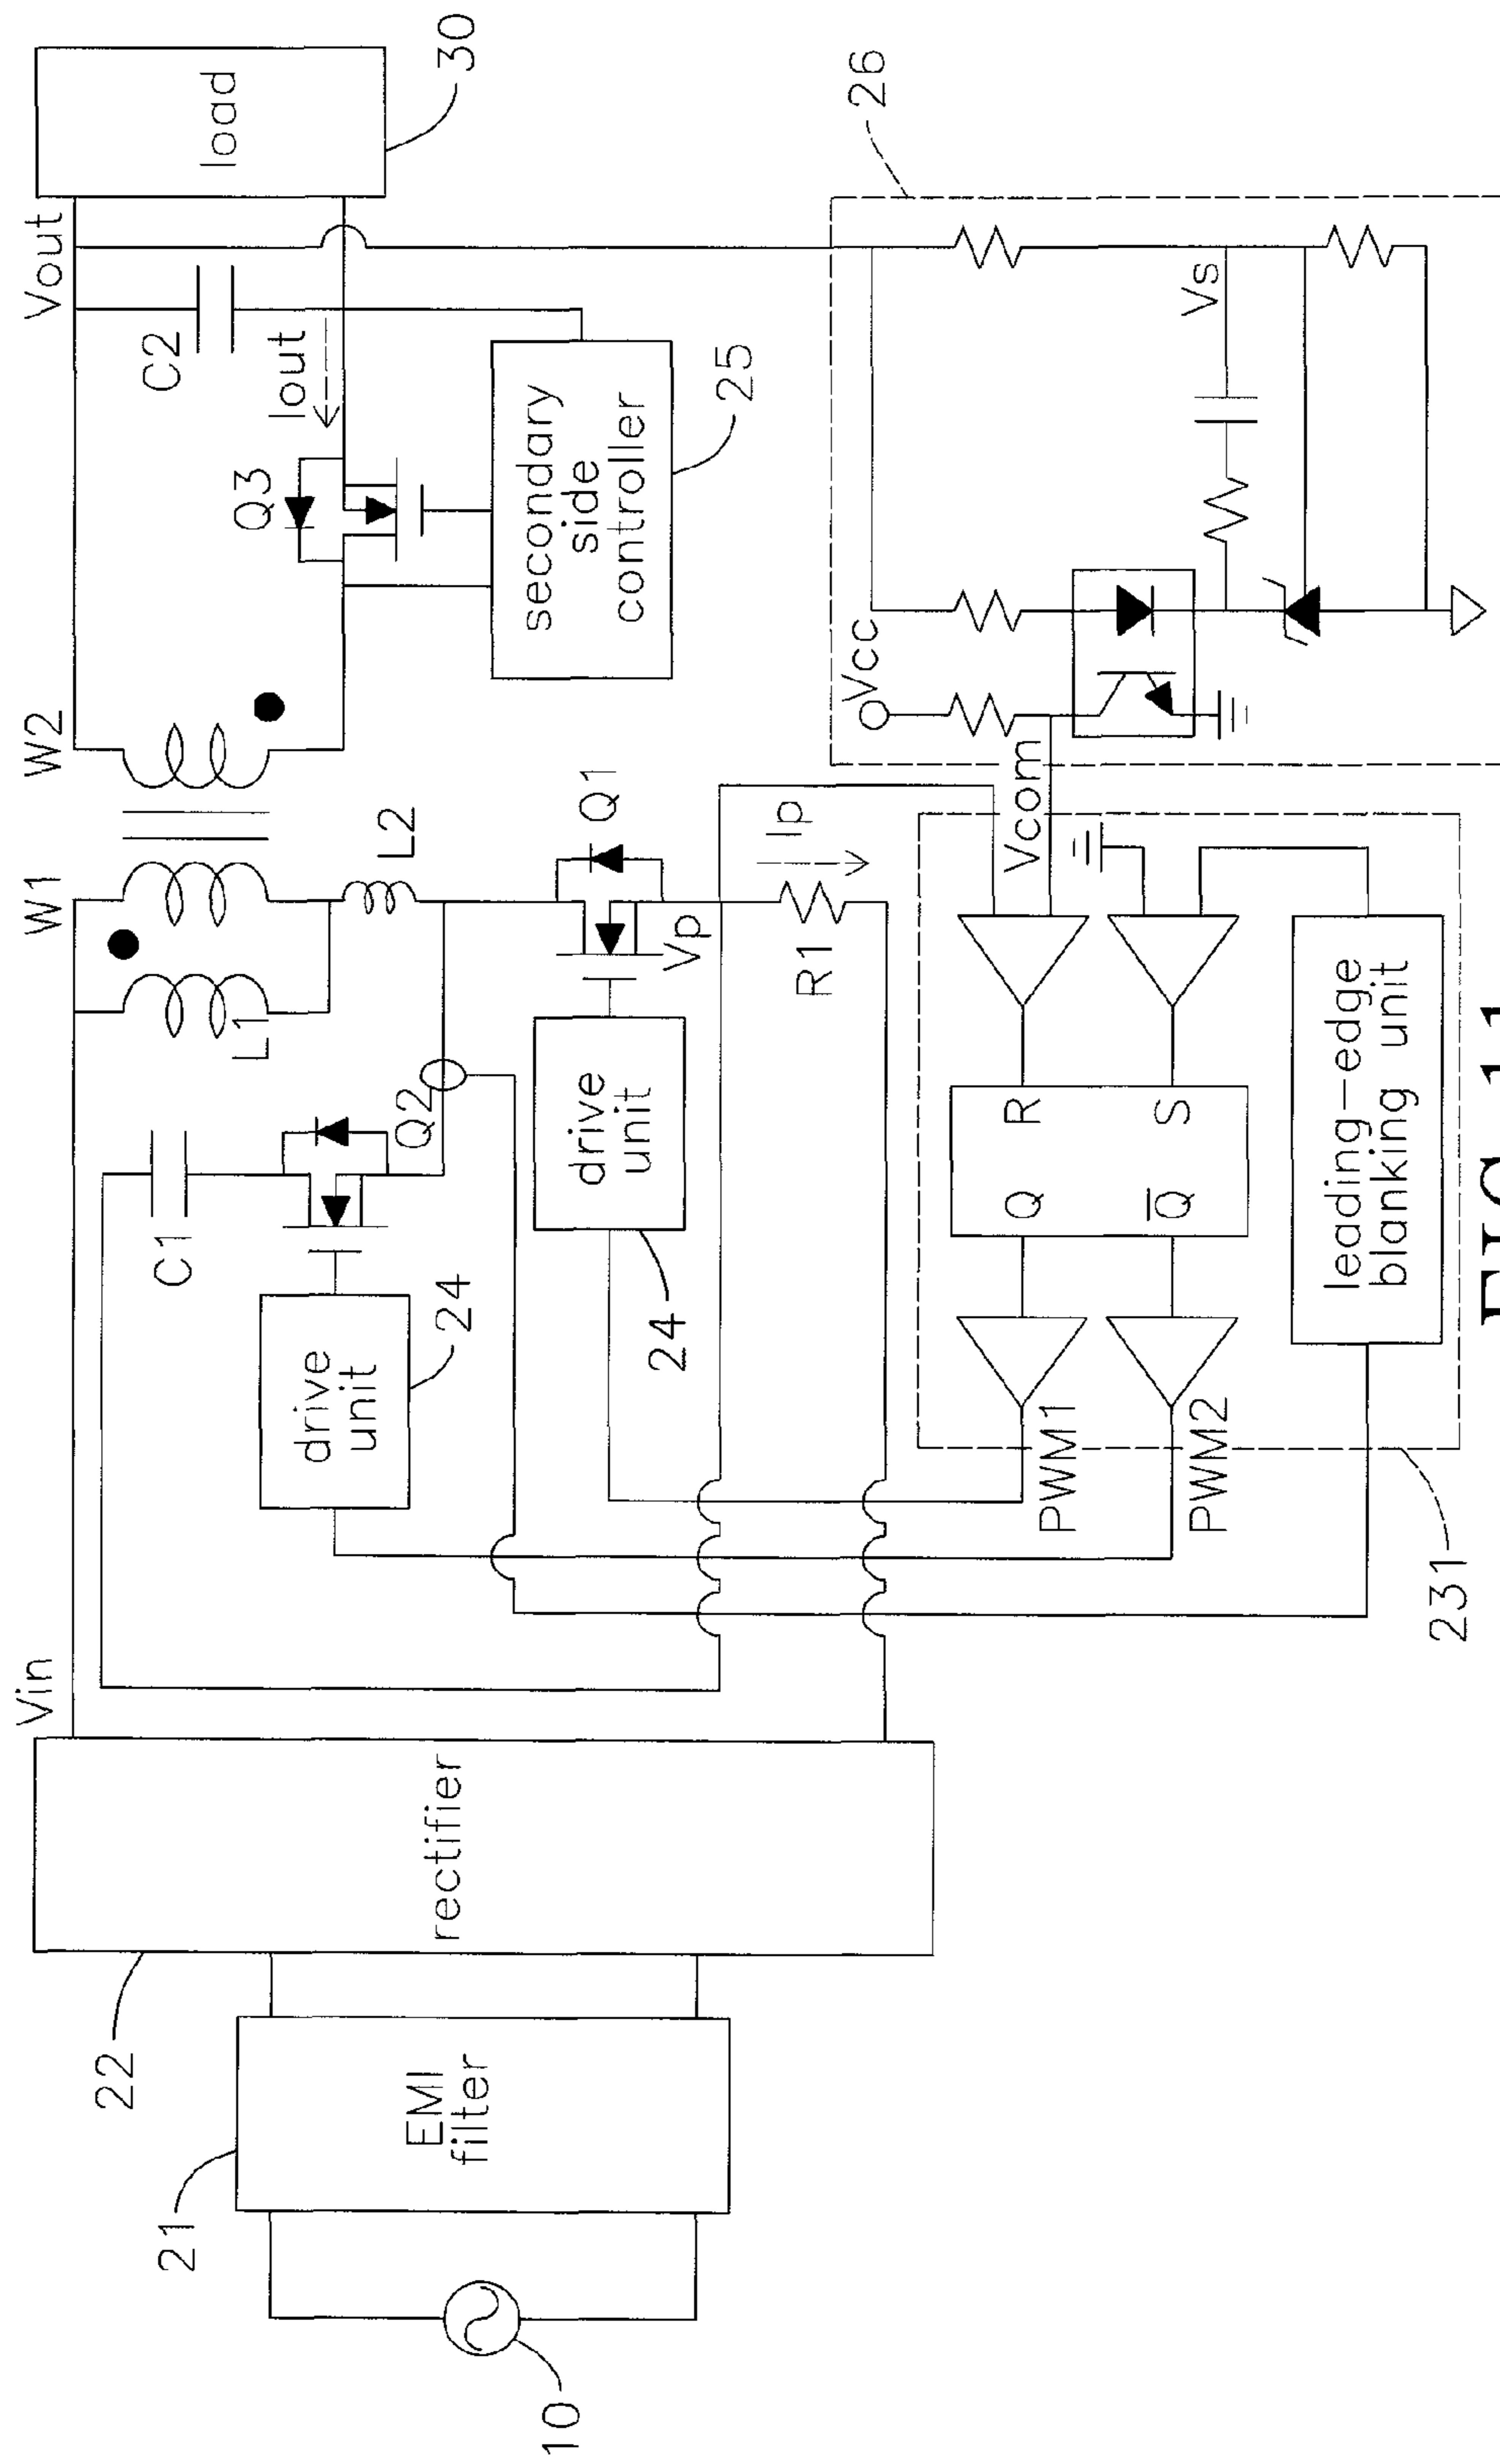 10
21
EMI
filter
22
rectifier
Vin
C1
Q2
drive
unit
24
L1
W1
W2
L2
drive
unit
24
Q1
Vp
R1
Ip
Vout
C2
Iout
Q3
load
30
secondary
side
controller
25
26
Vcc
Vcom
Vs
PWM1
PWM2
Q
R
Q̅
S
leading-edge
blanking unit
231